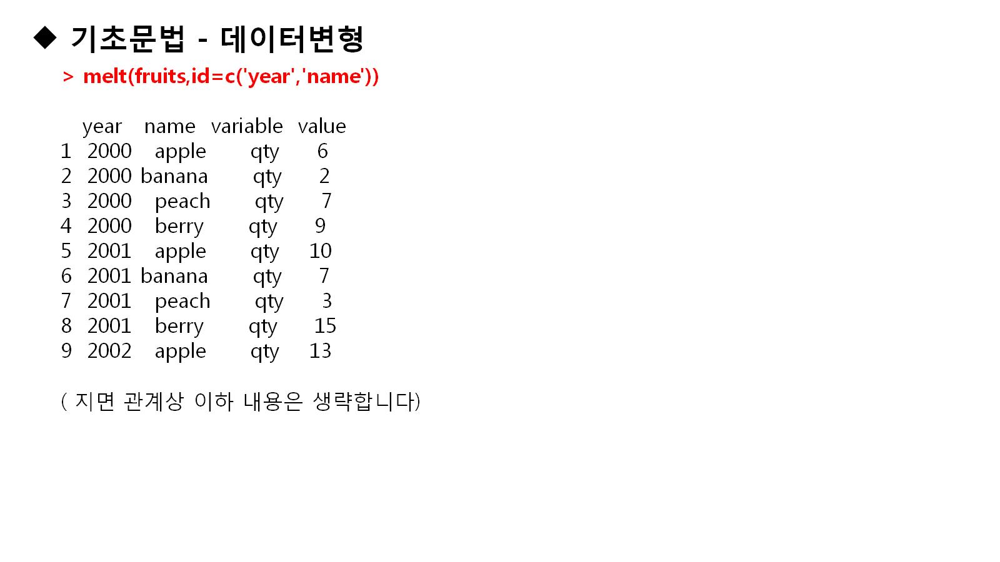 ◆ 기초문법 - 데이터변형
> melt(fruits,id=c('year','name'))
year name variable value
1 2000 apple qty 6
2 2000 banana qty 2
3 2000 peach qty 7
4 2000 berry qty 9
5 2001 apple qty 10
6 2001 banana qty 7
7 2001 peach qty 3
8 2001 berry qty 15
9 2002 apple qty 13
( 지면 관계상 이하 내용은 생략합니다)